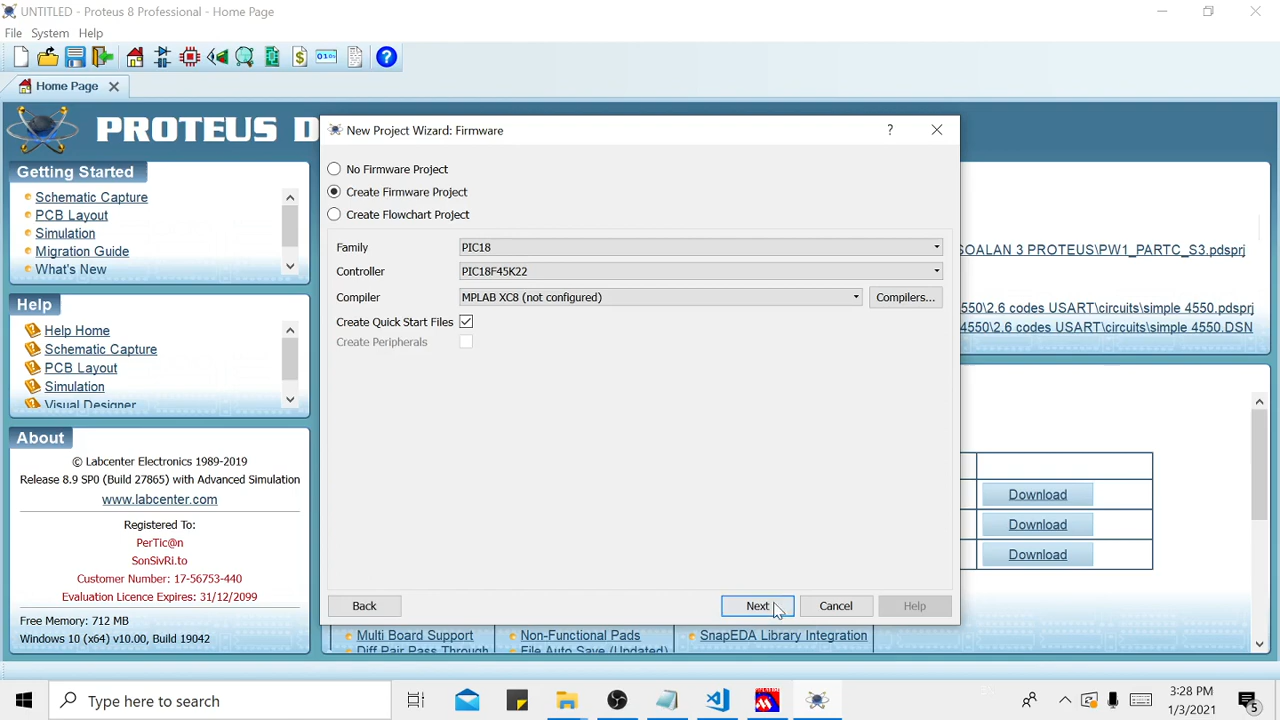 UNTITLED - Proteus 8 Professional - Home Page
File System Help
Home Page
PROTEUS D
Getting Started
Schematic Capture
PCB Layout
Simulation
Migration Guide
What's New
Help
Help Home
Schematic Capture
PCB Layout
Simulation
Visual Designer
About
© Labcenter Electronics 1989-2019
Release 8.9 SP0 (Build 27865) with Advanced Simulation
www.labcenter.com
Registered To:
PerTic@n
SonSivRi.to
Customer Number: 17-56753-440
Evaluation Licence Expires: 31/12/2099
Free Memory: 712 MB
Windows 10 (x64) v10.00, Build 19042
New Project Wizard: Firmware
?
No Firmware Project
Create Firmware Project
Create Flowchart Project
Family PIC18
Controller PIC18F45K22
Compiler MPLAB XC8 (not configured) Compilers...
Create Quick Start Files
Create Peripherals
Back Next Cancel Help
SOALAN 3 PROTEUS\PW1_PARTC_S3.pdsprj
4550\2.6 codes USART\circuits\simple 4550.pdsprj
4550\2.6 codes USART\circuits\simple 4550.DSN
Download
Download
Download
Multi Board Support Non-Functional Pads SnapEDA Library Integration
Diff Pair Pass Through File Auto Save (Updated)
Type here to search
3:28 PM
1/3/2021
5